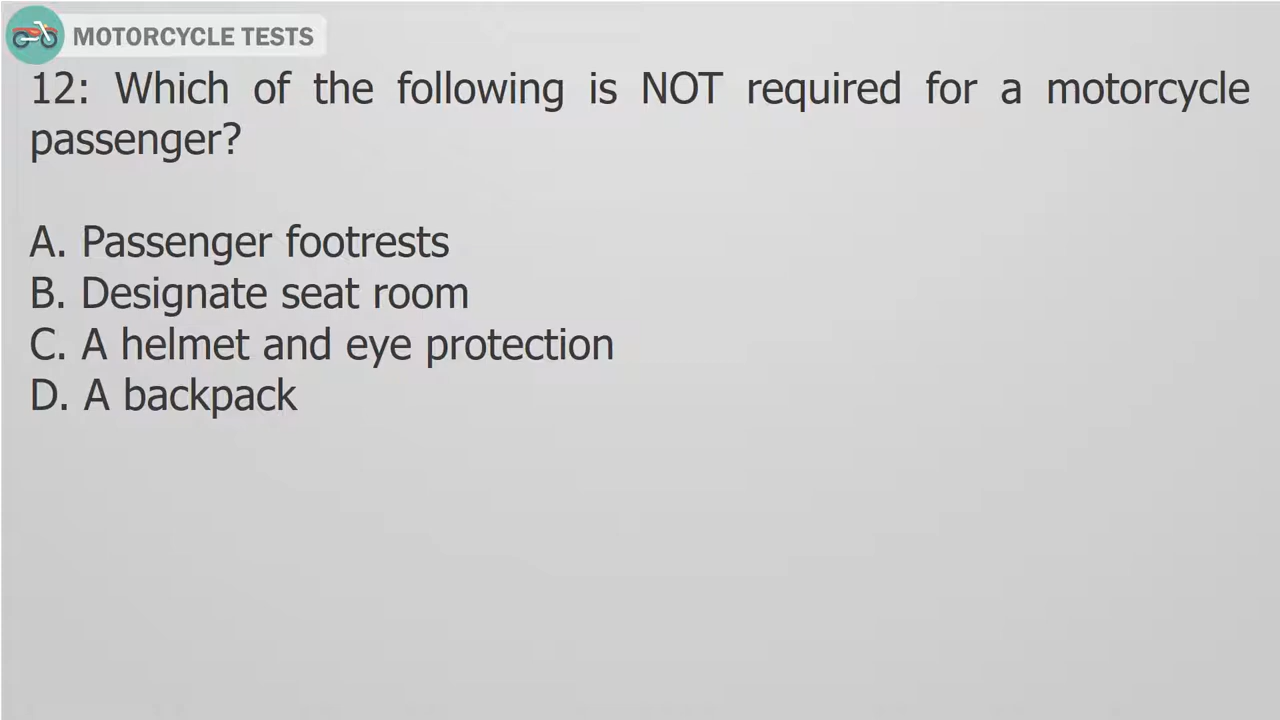 MOTORCYCLE TESTS
12: Which of the following is NOT required for a motorcycle
passenger?
A. Passenger footrests
B. Designate seat room
C. A helmet and eye protection
D. A backpack